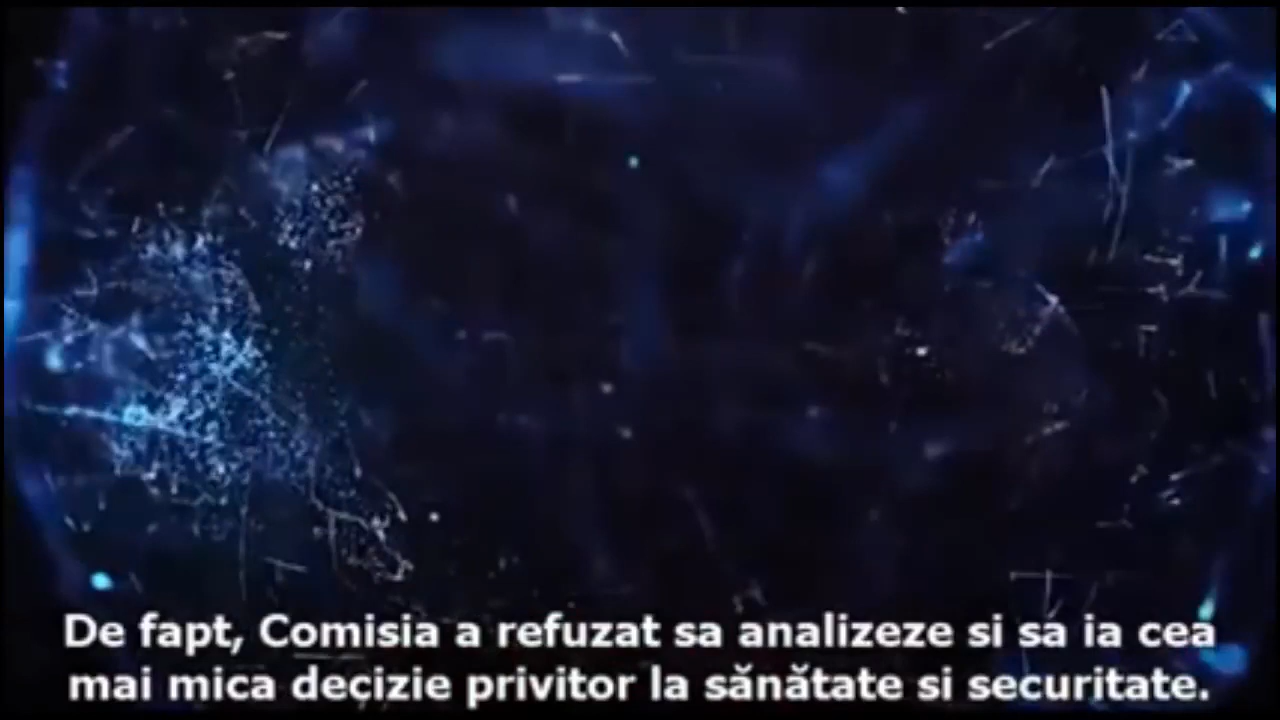 De fapt, Comisia a refuzat sa analizeze si sa ia cea
mai mica decizie privitor la sănătate si securitate.